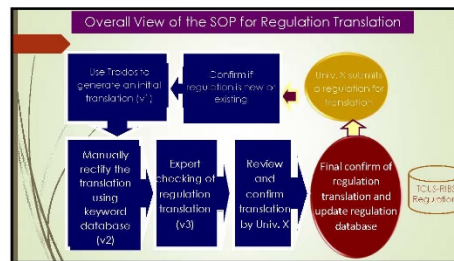 Overall View of the SOP for Regulation Translation
Use Trados to
generate an initial
translation (v1)
Confirm if
regulation is new or
existing
Univ. X submits
a regulation for
translation
Manually
rectify the
translation
using
keyword
database
(v2)
Expert
checking of
regulation
translation
(v3)
Review
and
confirm
translation
by Univ. X
Final confirm of
regulation
translation and
update regulation
database
Regulation